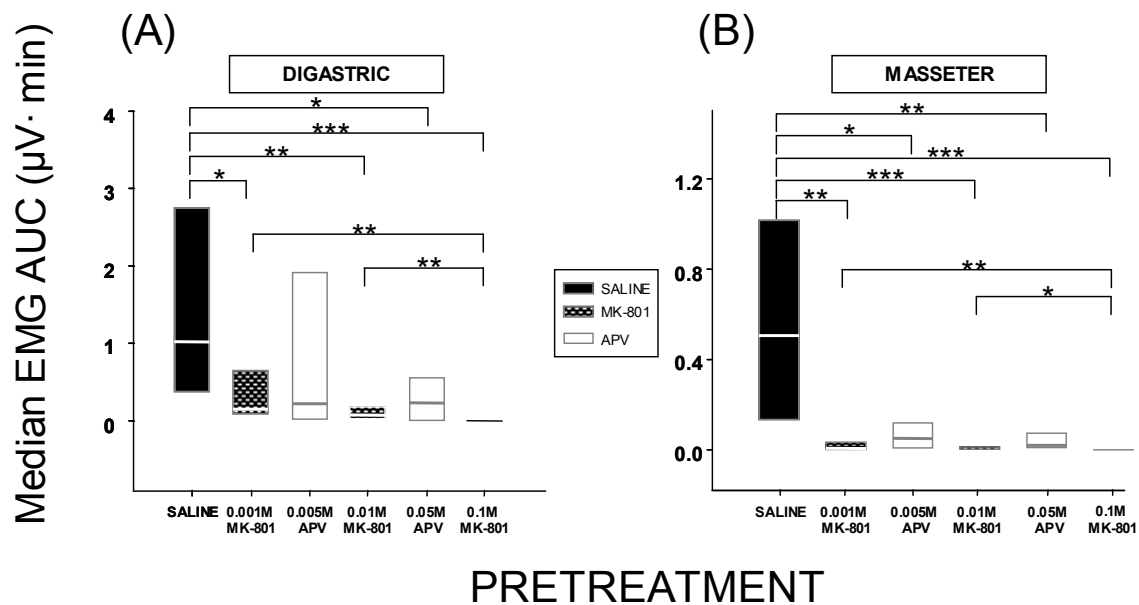 (A)
(B)
DIGASTRIC
MASSETER
Median EMG AUC (µV· min)
4
3
2
1
0
*
***
**
*
**
**
1.2
0.8
0.4
0.0
**
*
***
***
**
**
*
SALINE
MK-801
APV
SALINE
0.001M
MK-801
0.005M
APV
0.01M
MK-801
0.05M
APV
0.1M
MK-801
SALINE
0.001M
MK-801
0.005M
APV
0.01M
MK-801
0.05M
APV
0.1M
MK-801
PRETREATMENT